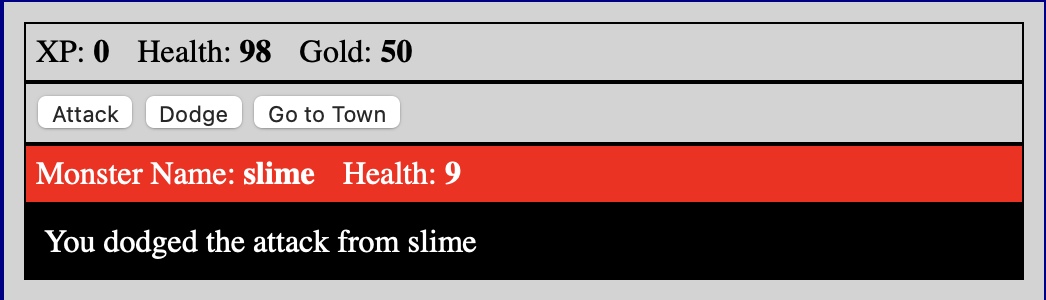 XP: 0 Health: 98 Gold: 50
Attack Dodge Go to Town
Monster Name: slime Health: 9
You dodged the attack from slime